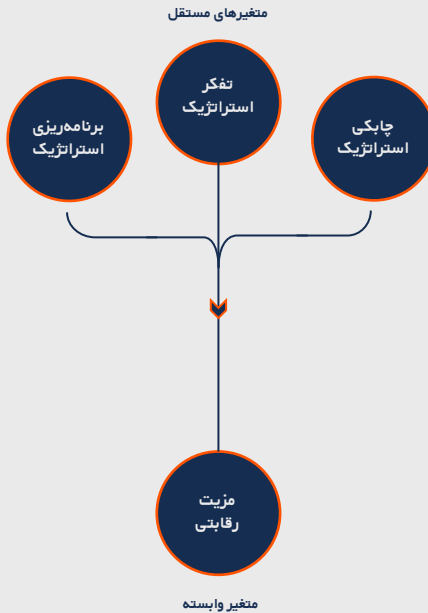 متغیرهای مستقل
تفکر
استراتژیک
چابکی
استراتژیک
برنامه‌ریزی
استراتژیک
مزیت
رقابتی
متغیر وابسته